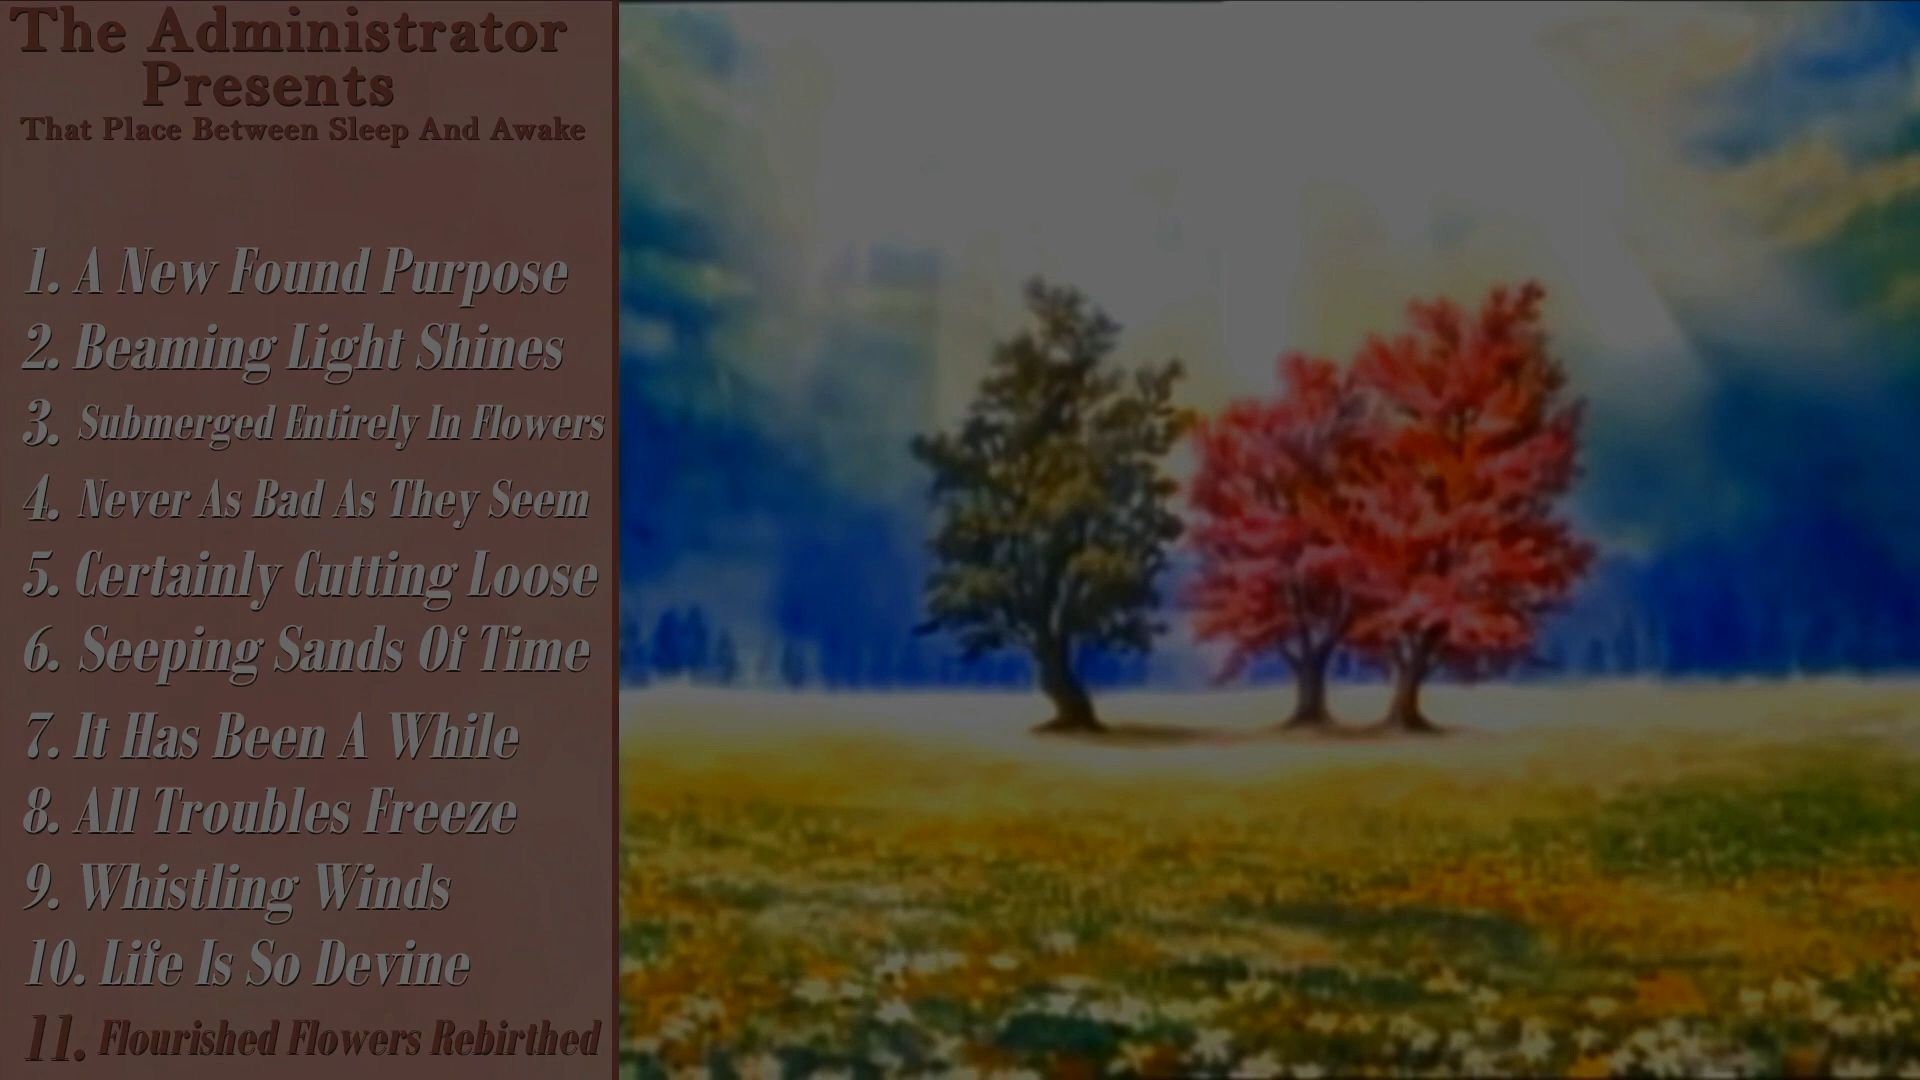 The Administrator
Presents
That Place Between Sleep And Awake
1. A New Found Purpose
2. Beaming Light Shines
3. Submerged Entirely In Flowers
4. Never As Bad As They Seem
5. Certainly Cutting Loose
6. Seeping Sands Of Time
7. It Has Been A While
8. All Troubles Freeze
9. Whistling Winds
10. Life Is So Devine
11. Flourished Flowers Rebirthed